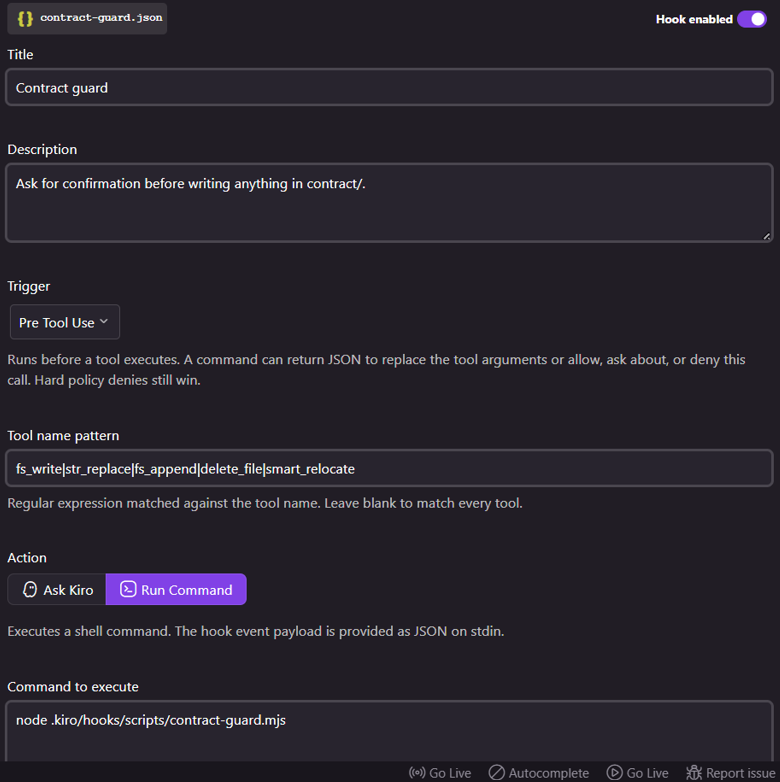 {} contract-guard.json
Hook enabled
Title
Contract guard
Description
Ask for confirmation before writing anything in contract/.
Trigger
Pre Tool Use
Runs before a tool executes. A command can return JSON to replace the tool arguments or allow, ask about, or deny this
call. Hard policy denies still win.
Tool name pattern
fs_write|str_replace|fs_append|delete_file|smart_relocate
Regular expression matched against the tool name. Leave blank to match every tool.
Action
Ask Kiro
Run Command
Executes a shell command. The hook event payload is provided as JSON on stdin.
Command to execute
node .kiro/hooks/scripts/contract-guard.mjs
Go Live
Autocomplete
Go Live
Report issue